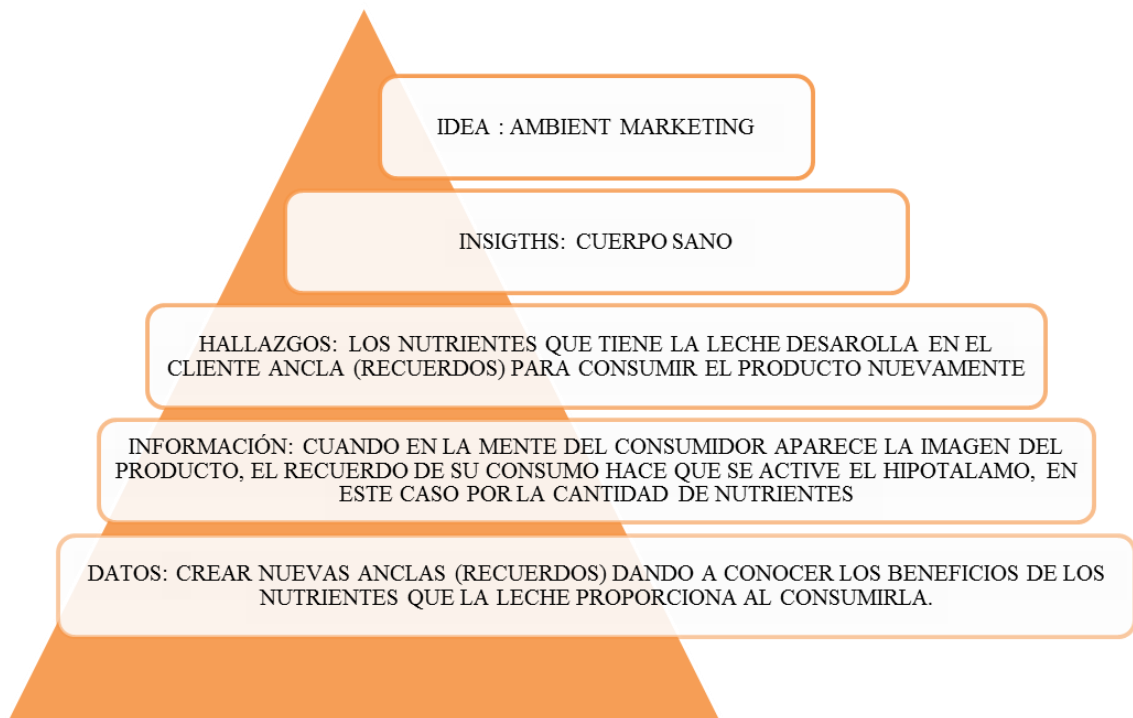 IDEA : AMBIENT MARKETING
INSIGTHS: CUERPO SANO
HALLAZGOS: LOS NUTRIENTES QUE TIENE LA LECHE DESAROLLA EN EL
CLIENTE ANCLA (RECUERDOS) PARA CONSUMIR EL PRODUCTO NUEVAMENTE
INFORMACIÓN: CUANDO EN LA MENTE DEL CONSUMIDOR APARECE LA IMAGEN DEL
PRODUCTO, EL RECUERDO DE SU CONSUMO HACE QUE SE ACTIVE EL HIPOTALAMO, EN
ESTE CASO POR LA CANTIDAD DE NUTRIENTES
DATOS: CREAR NUEVAS ANCLAS (RECUERDOS) DANDO A CONOCER LOS BENEFICIOS DE LOS
NUTRIENTES QUE LA LECHE PROPORCIONA AL CONSUMIRLA.